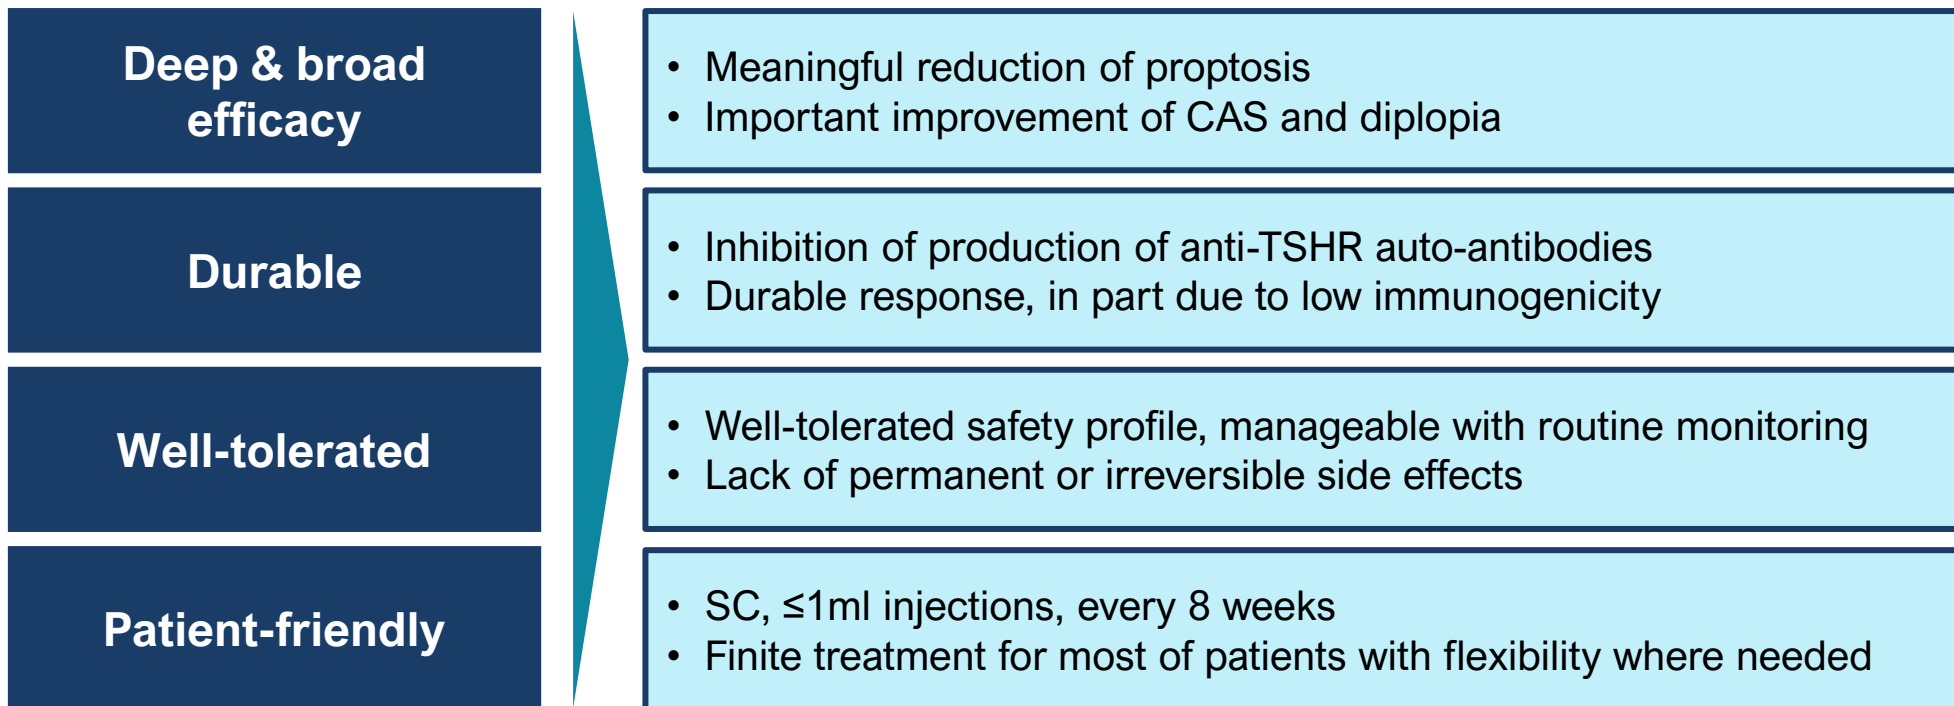 Deep & broad
efficacy
• Meaningful reduction of proptosis
• Important improvement of CAS and diplopia
Durable
• Inhibition of production of anti-TSHR auto-antibodies
• Durable response, in part due to low immunogenicity
Well-tolerated
• Well-tolerated safety profile, manageable with routine monitoring
• Lack of permanent or irreversible side effects
Patient-friendly
• SC, ≤1ml injections, every 8 weeks
• Finite treatment for most of patients with flexibility where needed